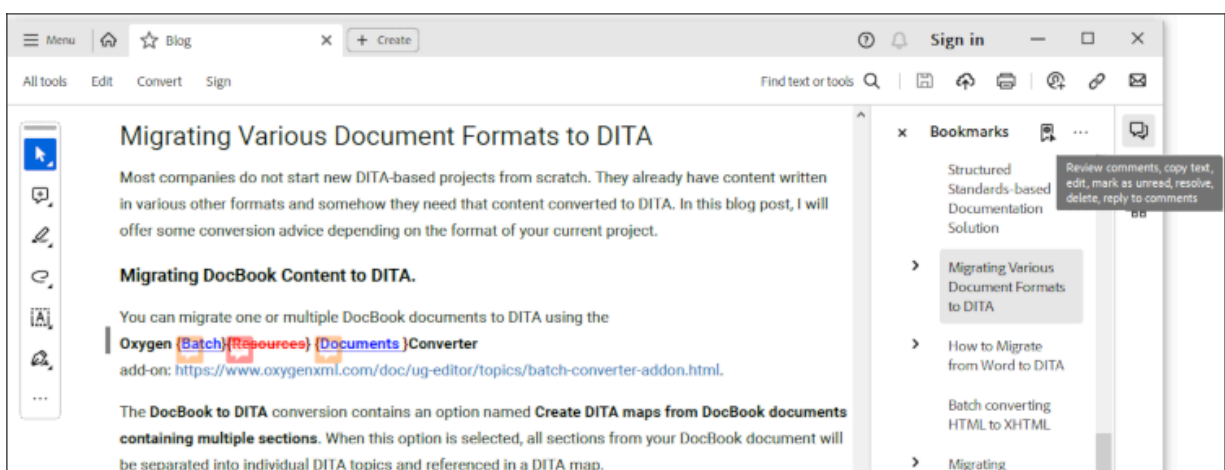 Menu
Blog
Create
Sign in
All tools Edit Convert Sign
Find text or tools
Migrating Various Document Formats to DITA
Most companies do not start new DITA-based projects from scratch. They already have content written
in various other formats and somehow they need that content converted to DITA. In this blog post, I will
offer some conversion advice depending on the format of your current project.
Migrating DocBook Content to DITA.
You can migrate one or multiple DocBook documents to DITA using the
Oxygen {Batch}{Resources} {Documents }Converter
add-on: https://www.oxygenxml.com/doc/ug-editor/topics/batch-converter-addon.html.
The DocBook to DITA conversion contains an option named Create DITA maps from DocBook documents
containing multiple sections. When this option is selected, all sections from your DocBook document will
be separated into individual DITA topics and referenced in a DITA map.
Bookmarks
Structured
Standards-based
Documentation
Solution
Migrating Various
Document Formats
to DITA
How to Migrate
from Word to DITA
Batch converting
HTML to XHTML
Migrating
Review comments, copy text,
edit, mark as unread, resolve,
delete, reply to comments